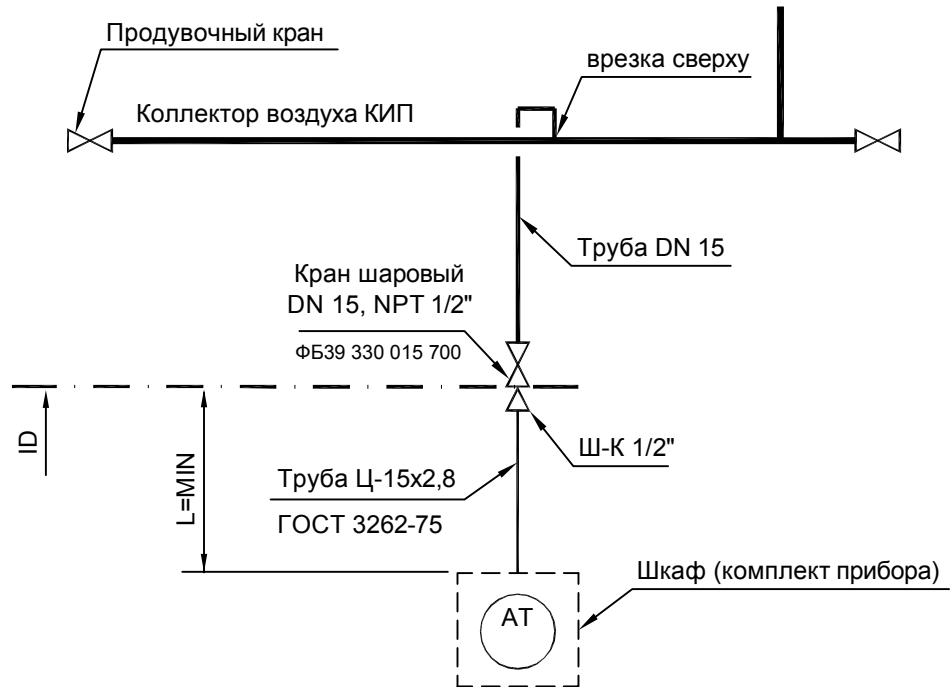 Продувочный кран
врезка сверху
Коллектор воздуха КИП
Труба DN 15
Кран шаровый
DN 15, NPT 1/2"
ФБ39 330 015 700
ID
L=MIN
Ш-К 1/2"
Труба Ц-15х2,8
ГОСТ 3262-75
Шкаф (комплект прибора)
АТ